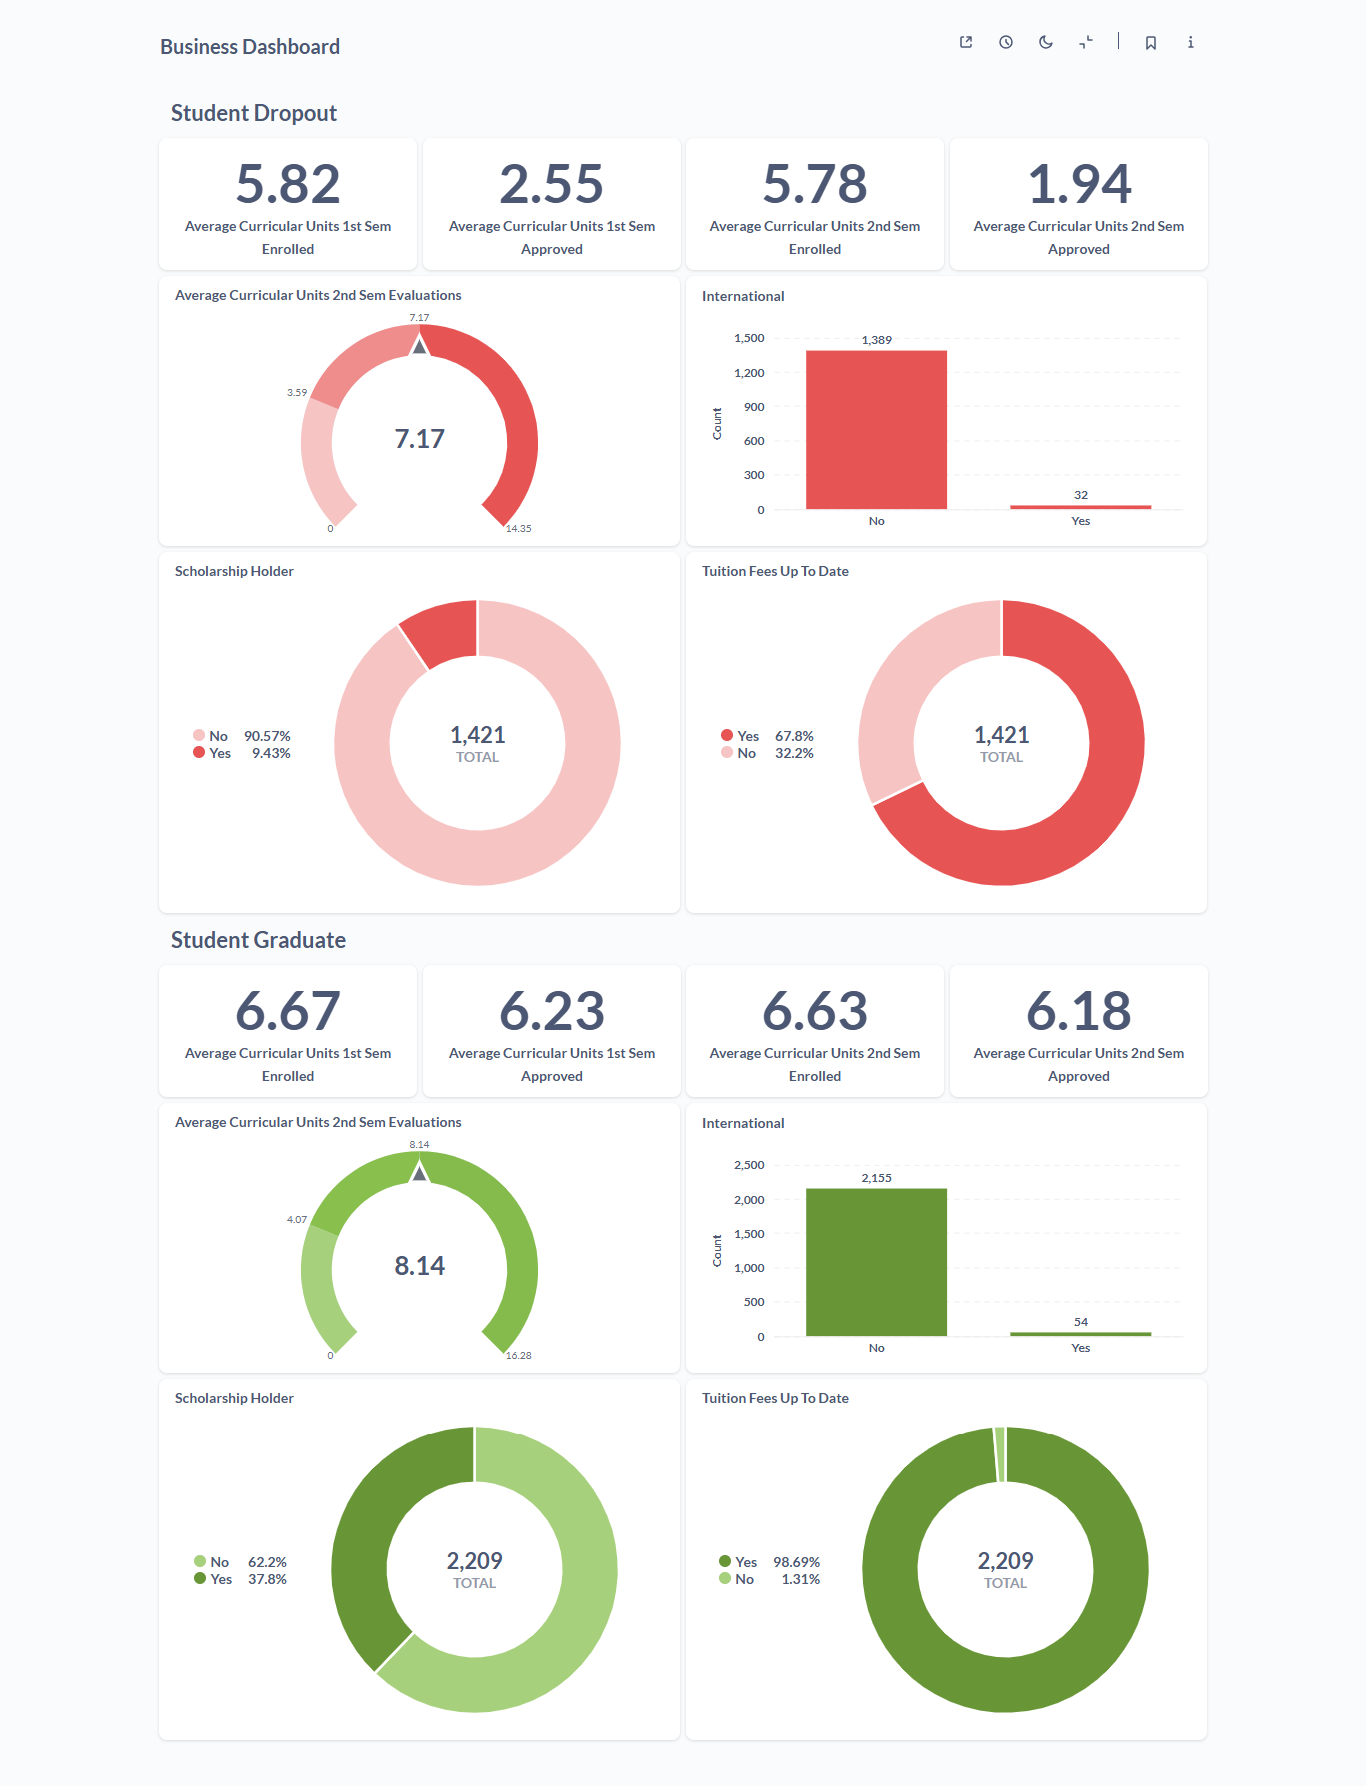 Business Dashboard
Student Dropout
5.82
Average Curricular Units 1st Sem
Enrolled
2.55
Average Curricular Units 1st Sem
Approved
5.78
Average Curricular Units 2nd Sem
Enrolled
1.94
Average Curricular Units 2nd Sem
Approved
Average Curricular Units 2nd Sem Evaluations
7.17
3.59
7.17
0
14.35
International
1,500
1,200
900
600
300
0
Count
1,389
32
No
Yes
Scholarship Holder
No 90.57%
Yes 9.43%
1,421
TOTAL
Tuition Fees Up To Date
Yes 67.8%
No 32.2%
1,421
TOTAL
Student Graduate
6.67
Average Curricular Units 1st Sem
Enrolled
6.23
Average Curricular Units 1st Sem
Approved
6.63
Average Curricular Units 2nd Sem
Enrolled
6.18
Average Curricular Units 2nd Sem
Approved
Average Curricular Units 2nd Sem Evaluations
8.14
4.07
8.14
0
16.28
International
2,500
2,000
1,500
1,000
500
0
Count
2,155
54
No
Yes
Scholarship Holder
No 62.2%
Yes 37.8%
2,209
TOTAL
Tuition Fees Up To Date
Yes 98.69%
No 1.31%
2,209
TOTAL